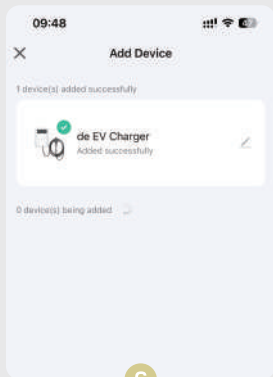 09:48
Add Device
1 device(s) added successfully
de EV Charger
Added successfully
0 device(s) being added